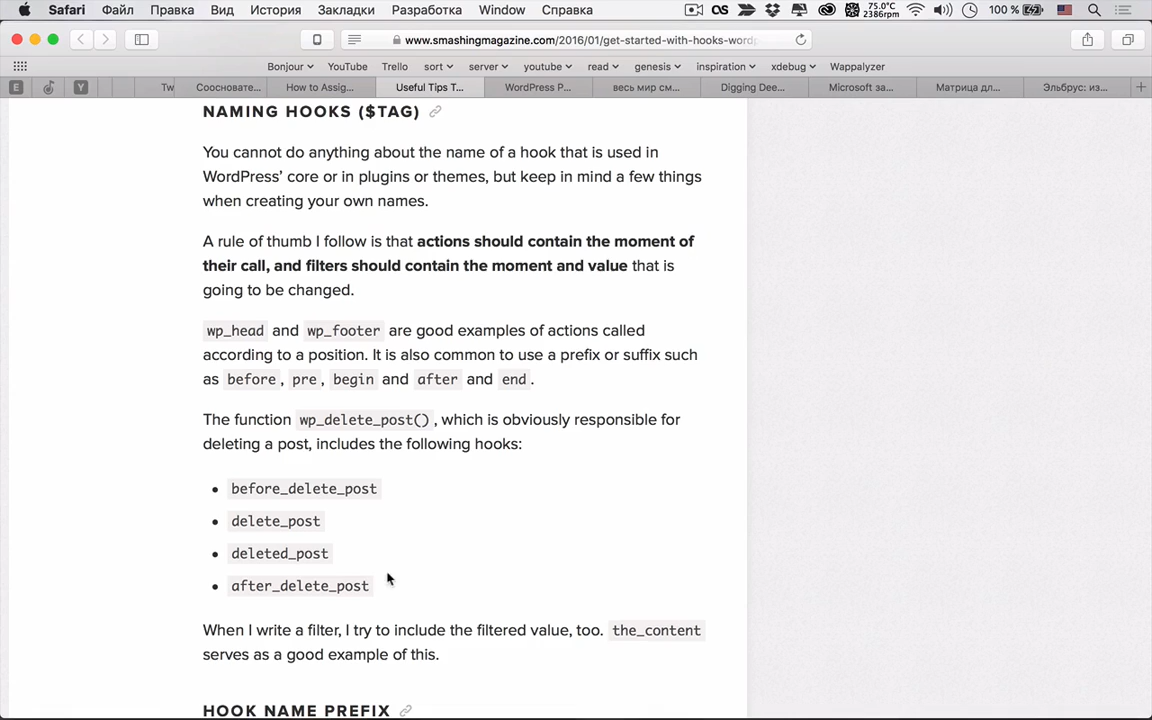 Safari Файл Правка Вид История Закладки Разработка Window Справка 75.0°C 2386rpm 100 %
www.smashingmagazine.com/2016/01/get-started-with-hooks-wordp
Bonjour YouTube Trello sort server youtube read genesis inspiration xdebug Wappalyzer
E Y Tw Соосновате... How to Assig... Useful Tips T... WordPress P... весь мир см... Digging Dee... Microsoft за... Матрица дл... Эльбрус: из...
NAMING HOOKS ($TAG)
You cannot do anything about the name of a hook that is used in
WordPress’ core or in plugins or themes, but keep in mind a few things
when creating your own names.
A rule of thumb I follow is that actions should contain the moment of
their call, and filters should contain the moment and value that is
going to be changed.
wp_head and wp_footer are good examples of actions called
according to a position. It is also common to use a prefix or suffix such
as before, pre, begin and after and end.
The function wp_delete_post(), which is obviously responsible for
deleting a post, includes the following hooks:
• before_delete_post
• delete_post
• deleted_post
• after_delete_post
When I write a filter, I try to include the filtered value, too. the_content
serves as a good example of this.
HOOK NAME PREFIX